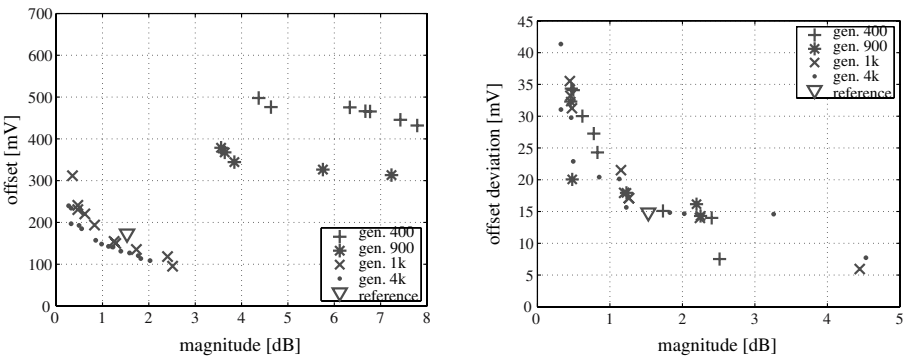 700
600
500
400
300
200
100
0
offset [mV]
0 1 2 3 4 5 6 7 8
magnitude [dB]
gen. 400
gen. 900
gen. 1k
gen. 4k
reference
45
40
35
30
25
20
15
10
5
0
offset deviation [mV]
0 1 2 3 4 5
magnitude [dB]
gen. 400
gen. 900
gen. 1k
gen. 4k
reference